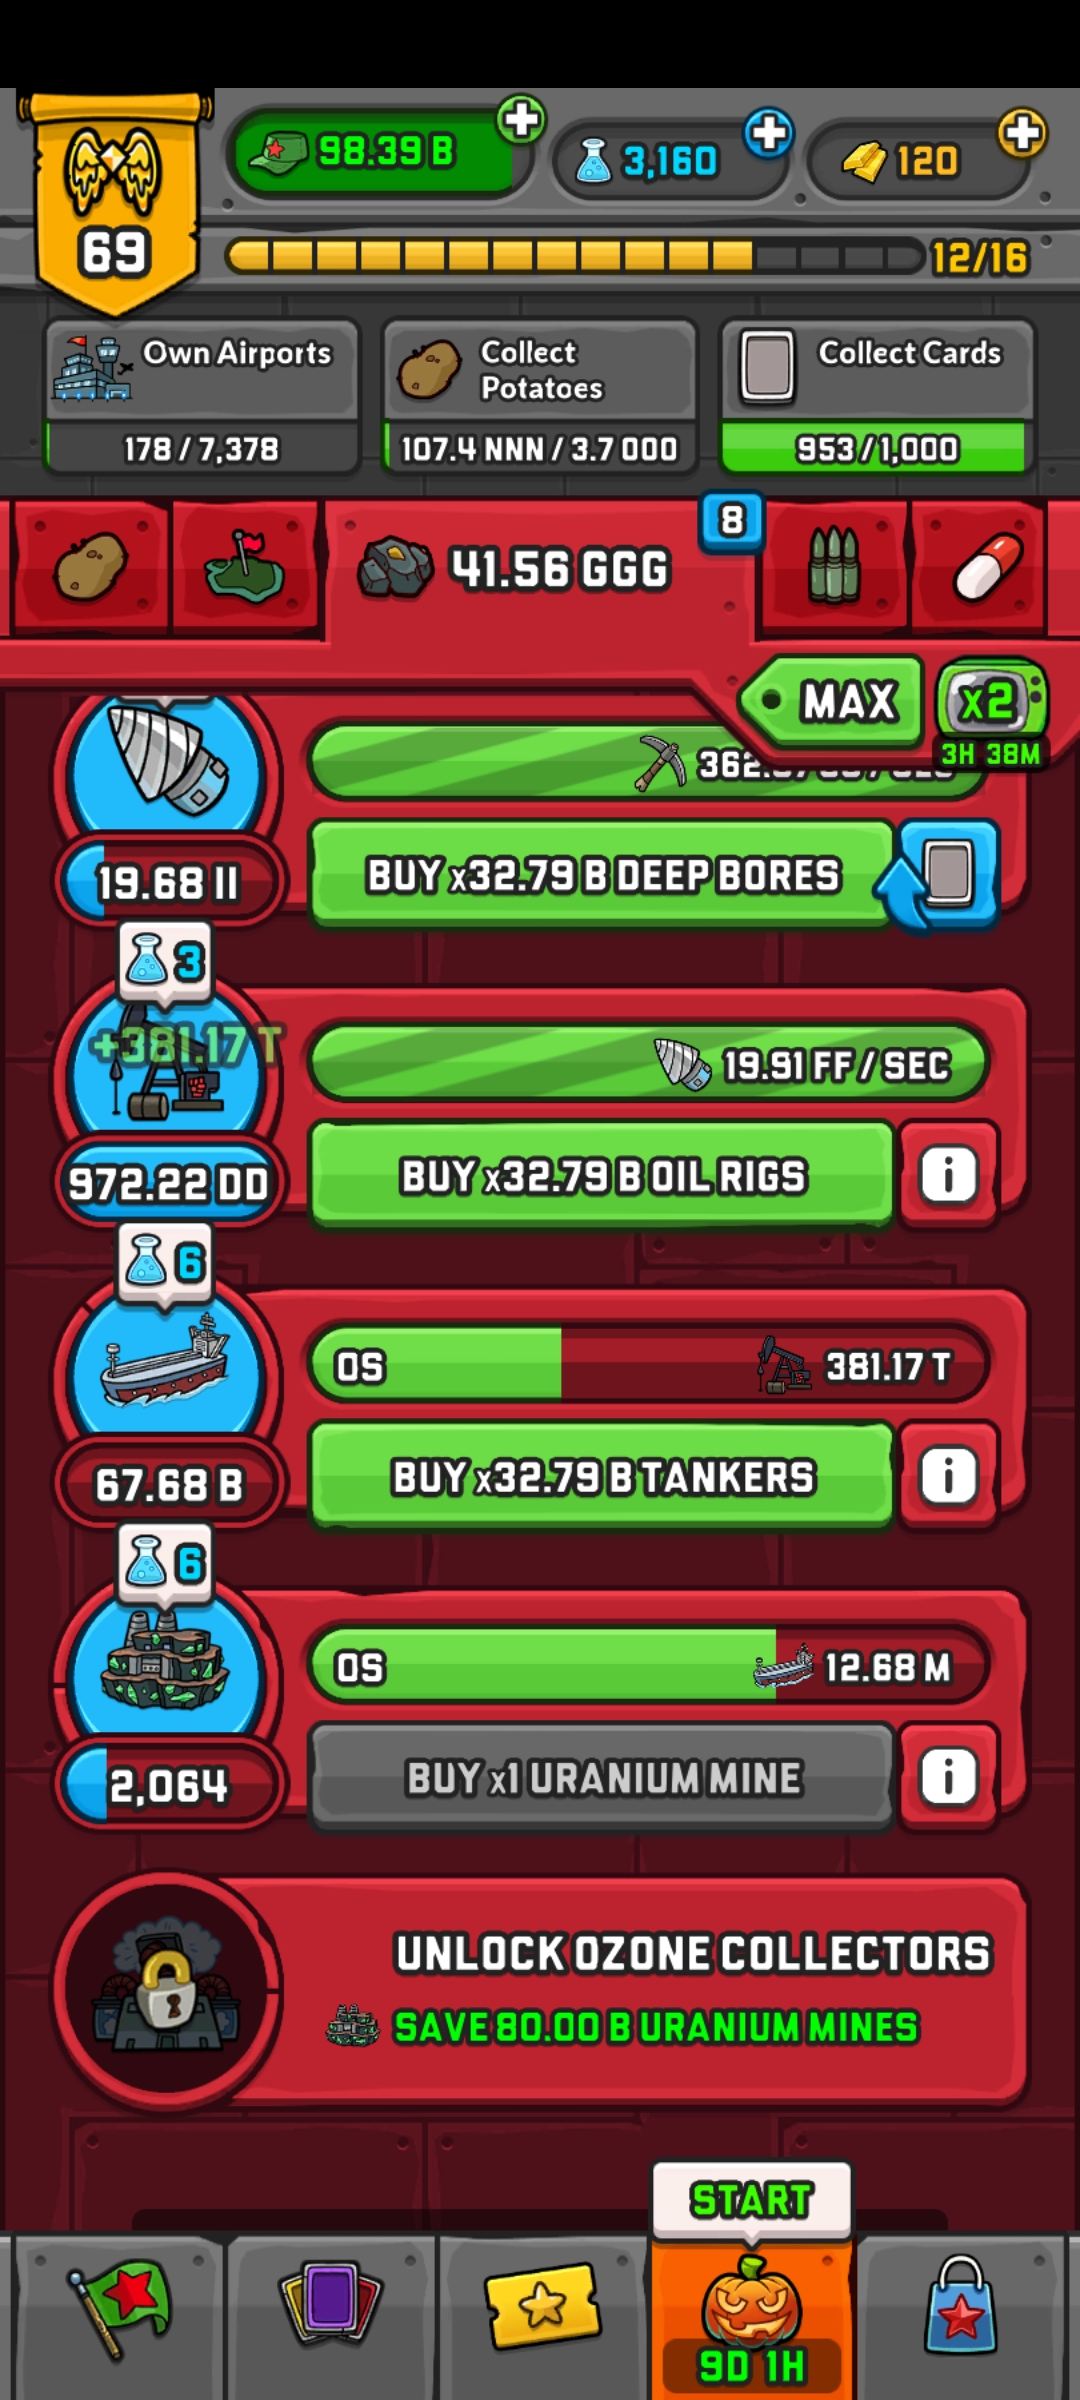 98.39 B
3,160
120
69
12/16
Own Airports
178 / 7,378
Collect
Potatoes
107.4 NNN / 3.7 OOO
Collect Cards
953 / 1,000
41.56 GGG
8
MAX
x2
3H 38M
19.68 II
BUY x32.79 B DEEP BORES
3
+381.17 T
19.91 FF / SEC
972.22 DD
BUY x32.79 B OIL RIGS
6
0S
381.17 T
67.68 B
BUY x32.79 B TANKERS
6
0S
12.68 M
2,064
BUY x1 URANIUM MINE
UNLOCK OZONE COLLECTORS
SAVE 80.00 B URANIUM MINES
START
9D 1H